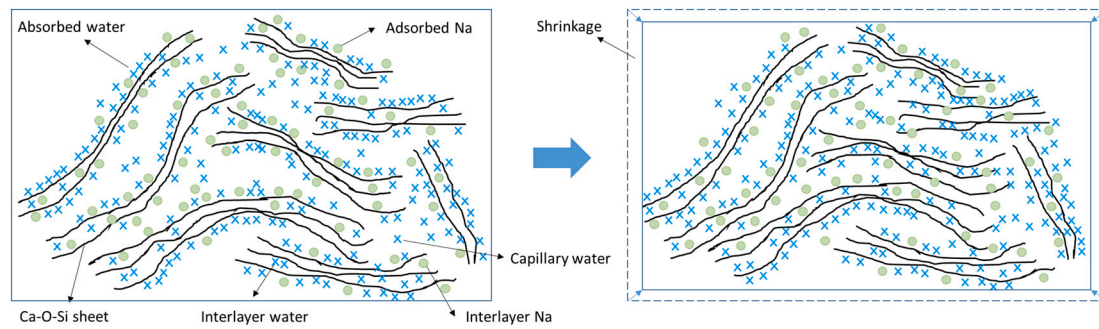 Absorbed water
Adsorbed Na
Shrinkage
Capillary water
Ca-O-Si sheet
Interlayer water
Interlayer Na